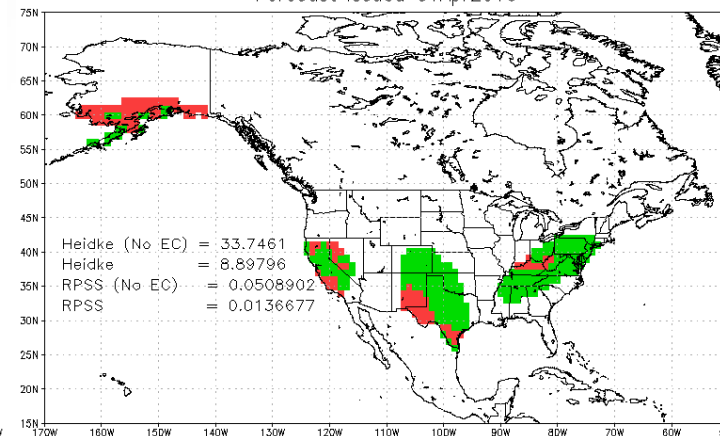 75N
70N
65N
60N
55N
50N
45N
40N
35N
30N
25N
20N
15N
Heidke (No EC) = 33.7461
Heidke = 8.89796
RPSS (No EC) = 0.0508902
RPSS = 0.0136677
170W 160W 150W 140W 130W 120W 110W 100W 90W 80W 70W 60W